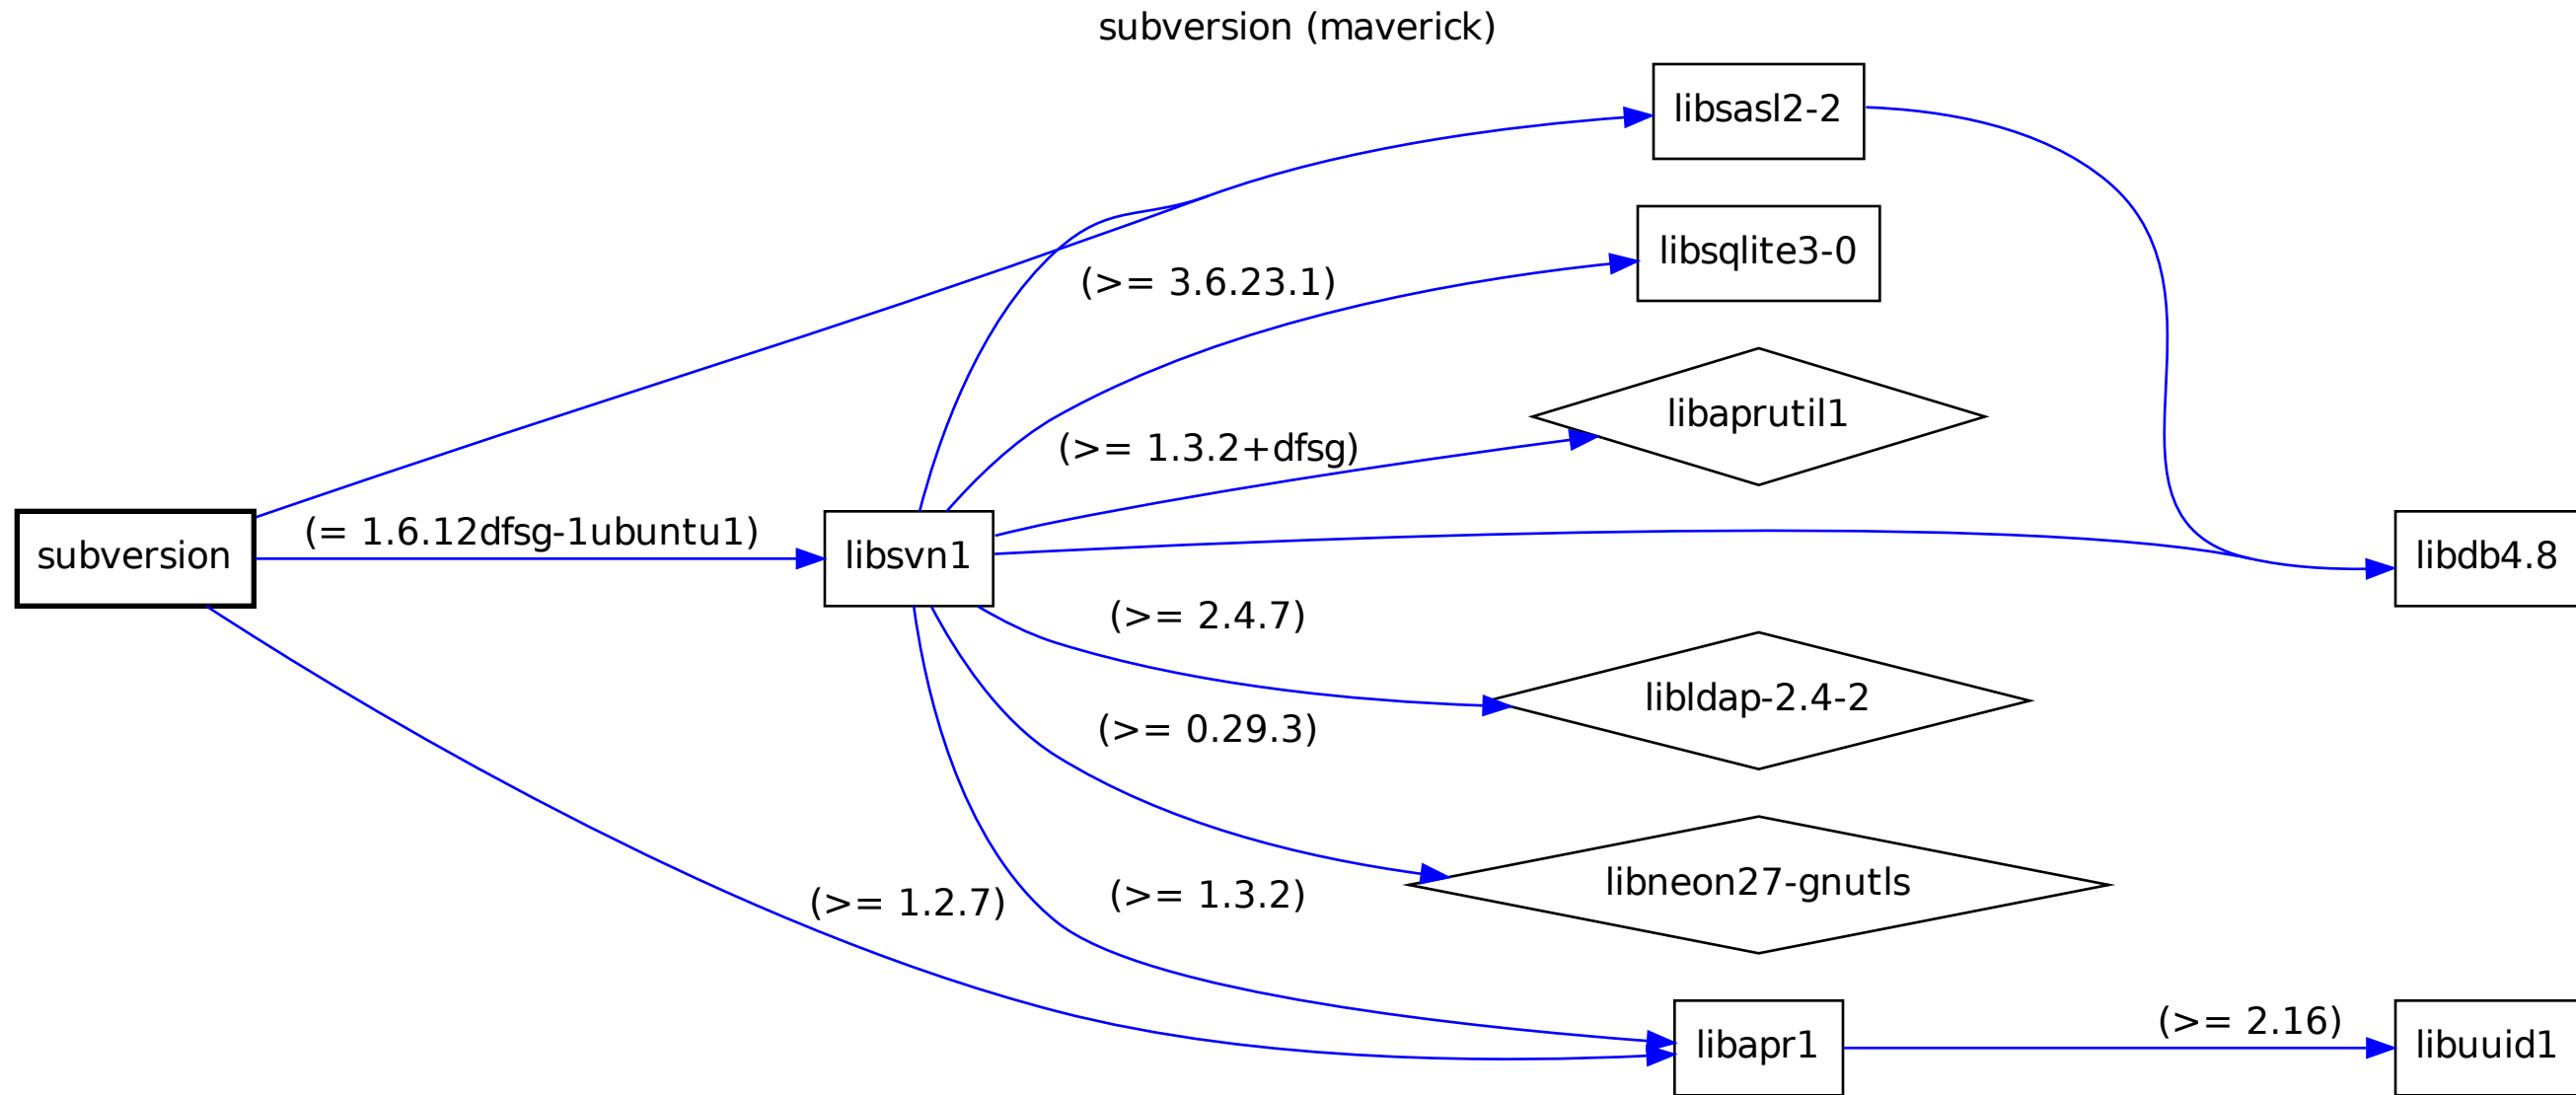 subversion (maverick)
libsasl2-2
libsqlite3-0
(>= 3.6.23.1)
libaprutil1
(>= 1.3.2+dfsg)
(= 1.6.12dfsg-1ubuntu1)
subversion
libsvn1
libdb4.8
(>= 2.4.7)
libldap-2.4-2
(>= 0.29.3)
libneon27-gnutls
(>= 1.2.7)
(>= 1.3.2)
(>= 2.16)
libapr1
libuuid1